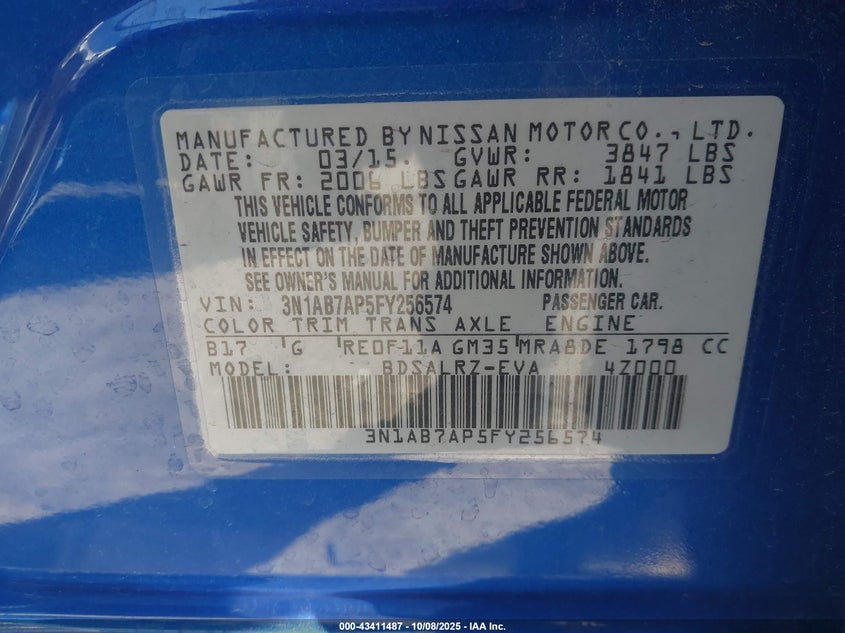 MANUFACTURED BY NISSAN MOTOR CO., LTD.
DATE: 03/15. GVWR: 3847 LBS
GAWR FR: 2006 LBS GAWR RR: 1841 LBS
THIS VEHICLE CONFORMS TO ALL APPLICABLE FEDERAL MOTOR
VEHICLE SAFETY, BUMPER AND THEFT PREVENTION STANDARDS
IN EFFECT ON THE DATE OF MANUFACTURE SHOWN ABOVE.
SEE OWNER'S MANUAL FOR ADDITIONAL INFORMATION.
VIN: 3N1AB7AP5FY256574 PASSENGER CAR.
COLOR TRIM TRANS AXLE ENGINE
B17 G RE0F11A GM35 MRA8DE 1798 CC
MODEL: BDSALRZ-EVA 4Z000
3N1AB7AP5FY256574
000-43411487 - 10/08/2025 - IAA Inc.